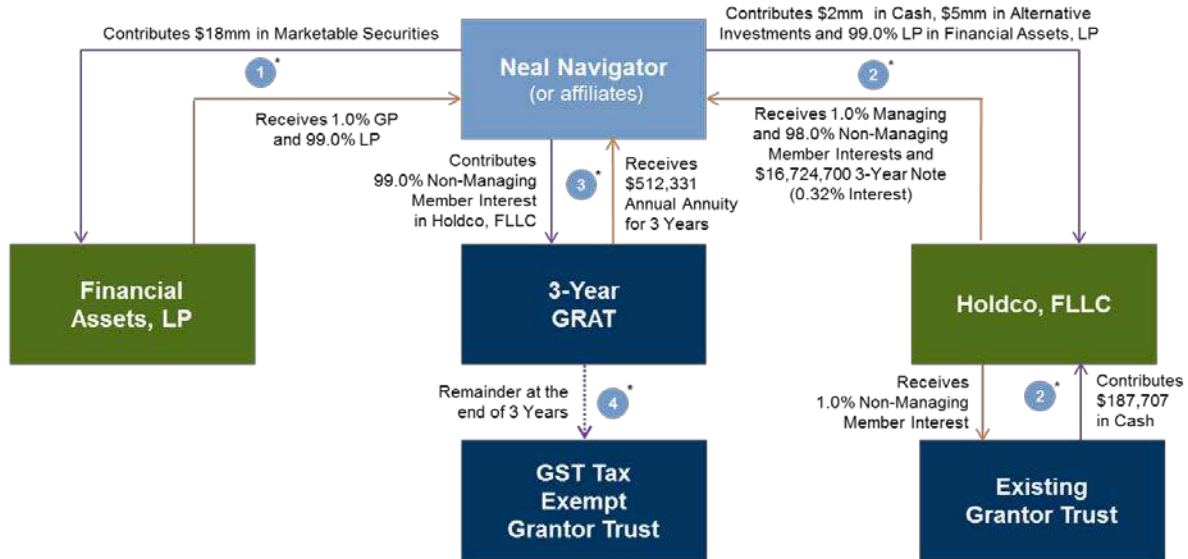 Contributes $18mm in Marketable Securities
1*
Receives 1.0% GP
and 99.0% LP
Neal Navigator
(or affiliates)
Contributes $2mm in Cash, $5mm in Alternative
Investments and 99.0% LP in Financial Assets, LP
2*
Receives 1.0% Managing
and 98.0% Non-Managing
Member Interests and
$16,724,700 3-Year Note
(0.32% Interest)
Contributes
99.0% Non-Managing
Member Interest
in Holdco, FLLC
3*
Receives
$512,331
Annual Annuity
for 3 Years
Financial
Assets, LP
3-Year
GRAT
Holdco, FLLC
Remainder at the
end of 3 Years
4*
Receives
1.0% Non-Managing
Member Interest
2*
Contributes
$187,707
in Cash
GST Tax
Exempt
Grantor Trust
Existing
Grantor Trust